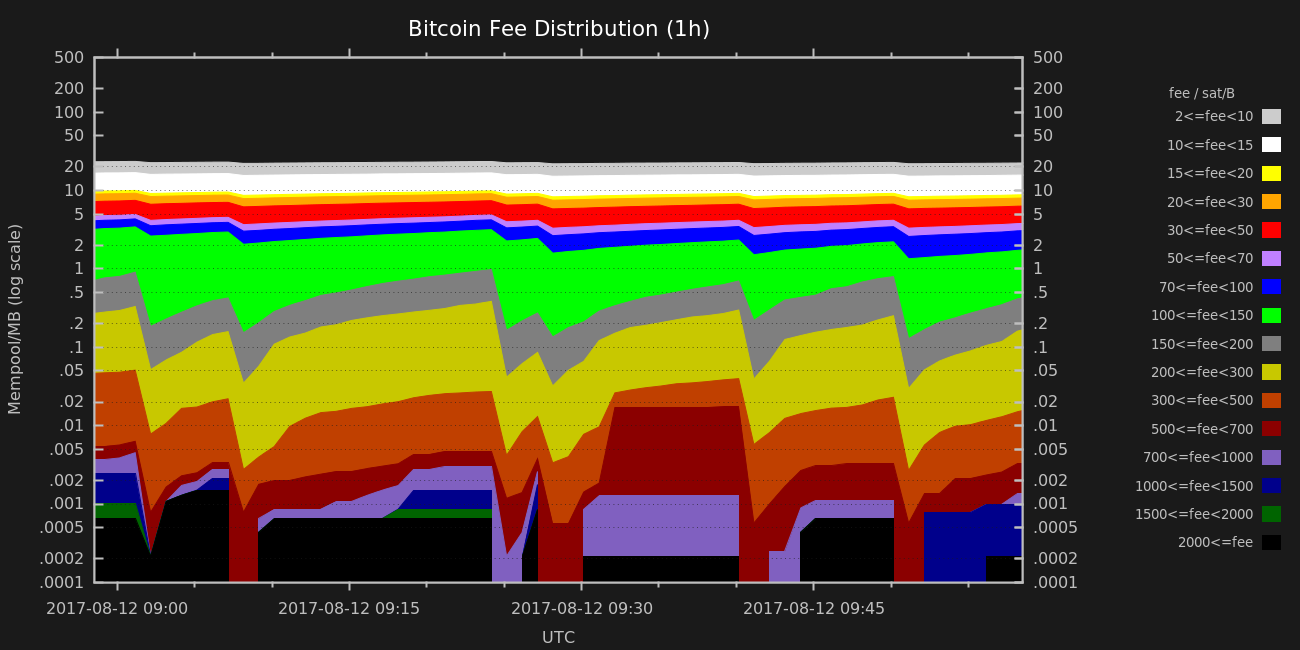 Bitcoin Fee Distribution (1h)
Mempool/MB (log scale)
500
200
100
50
20
10
5
2
1
.5
.2
.1
.05
.02
.01
.005
.002
.001
.0005
.0002
.0001
500
200
100
50
20
10
5
2
1
.5
.2
.1
.05
.02
.01
.005
.002
.001
.0005
.0002
.0001
2017-08-12 09:00 2017-08-12 09:15 2017-08-12 09:30 2017-08-12 09:45
UTC
fee / sat/B
2<=fee<10
10<=fee<15
15<=fee<20
20<=fee<30
30<=fee<50
50<=fee<70
70<=fee<100
100<=fee<150
150<=fee<200
200<=fee<300
300<=fee<500
500<=fee<700
700<=fee<1000
1000<=fee<1500
1500<=fee<2000
2000<=fee